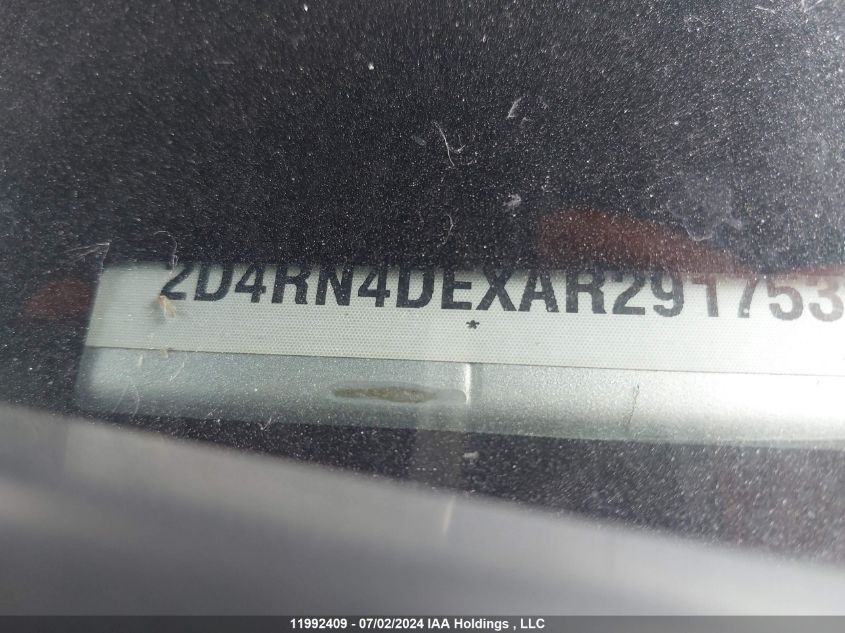 2D4RN4DEXAR291753
*
11992409 - 07/02/2024 IAA Holdings , LLC